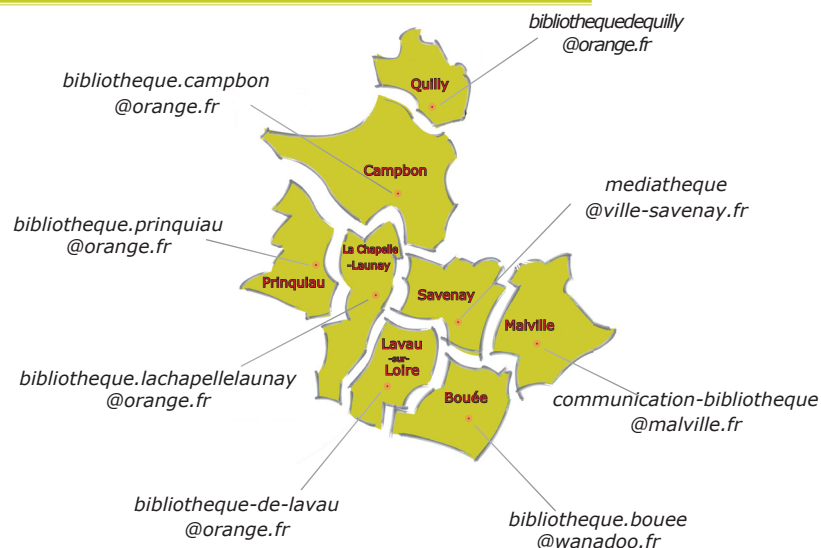 bibliothequedequilly
@orange.fr
Quilly
bibliotheque.campbon
@orange.fr
Campbon
mediatheque
@ville-savenay.fr
bibliotheque.prinquiau
@orange.fr
La Chapelle
-Launay
Prinquiau
Savenay
Malville
Lavau
-sur-
Loire
bibliotheque.lachapellelaunay
@orange.fr
Bouée
communication-bibliotheque
@malville.fr
bibliotheque-de-lavau
@orange.fr
bibliotheque.bouee
@wanadoo.fr